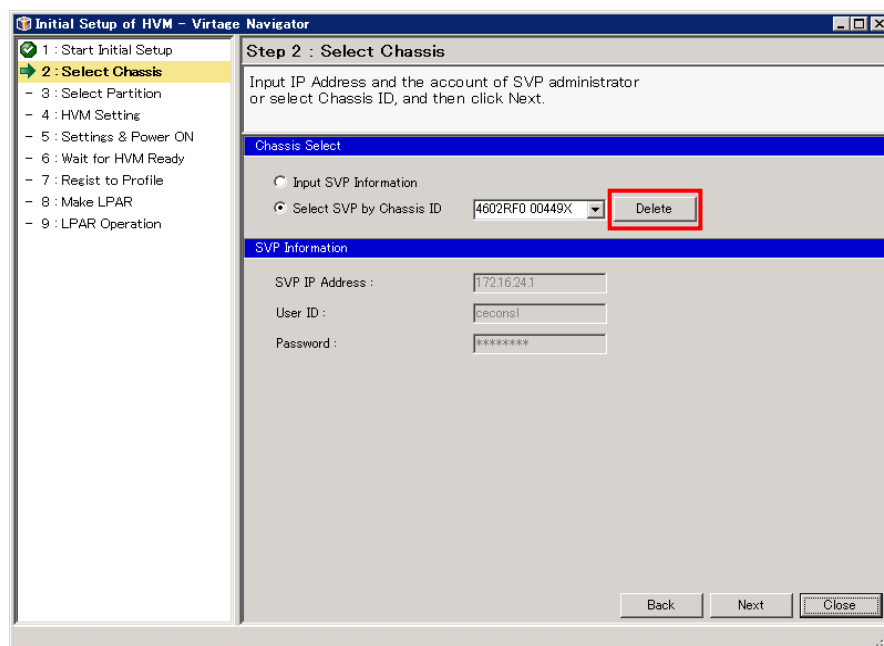 Initial Setup of HVM - Virtage Navigator
1 : Start Initial Setup
2 : Select Chassis
- 3 : Select Partition
- 4 : HVM Setting
- 5 : Settings & Power ON
- 6 : Wait for HVM Ready
- 7 : Regist to Profile
- 8 : Make LPAR
- 9 : LPAR Operation
Step 2 : Select Chassis
Input IP Address and the account of SVP administrator
or select Chassis ID, and then click Next.
Chassis Select
Input SVP Information
Select SVP by Chassis ID 4602RF0 00449X Delete
SVP Information
SVP IP Address : 172.16.24.1
User ID : ceconsl
Password : ********
Back Next Close